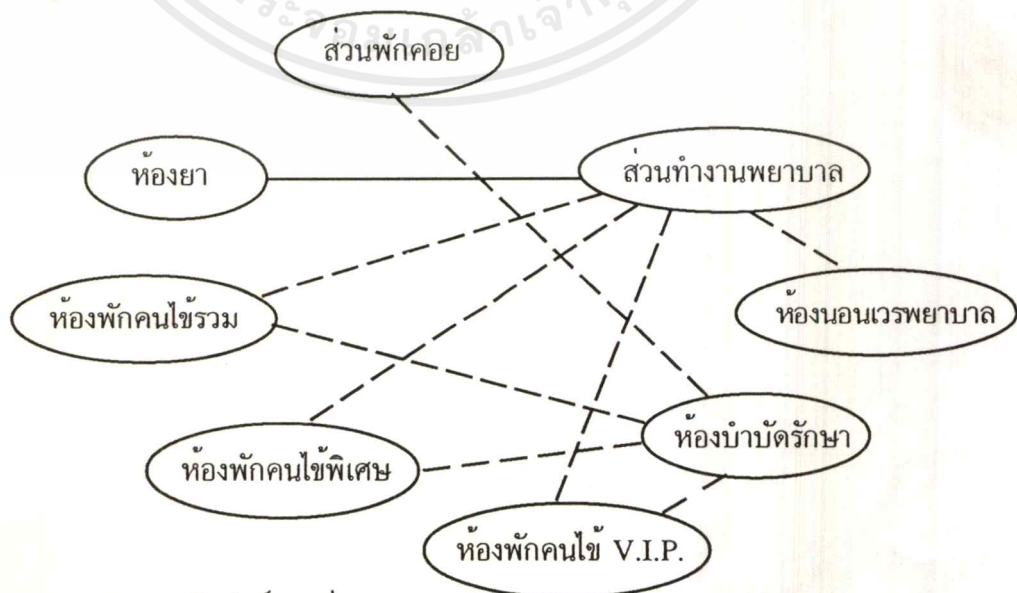 ส่วนพักคอย
ห้องยา
ส่วนทำงานพยาบาล
ห้องพักคนไข้รวม
ห้องนอนเวรพยาบาล
ห้องบำบัดรักษา
ห้องพักคนไข้พิเศษ
ห้องพักคนไข้ V.I.P.